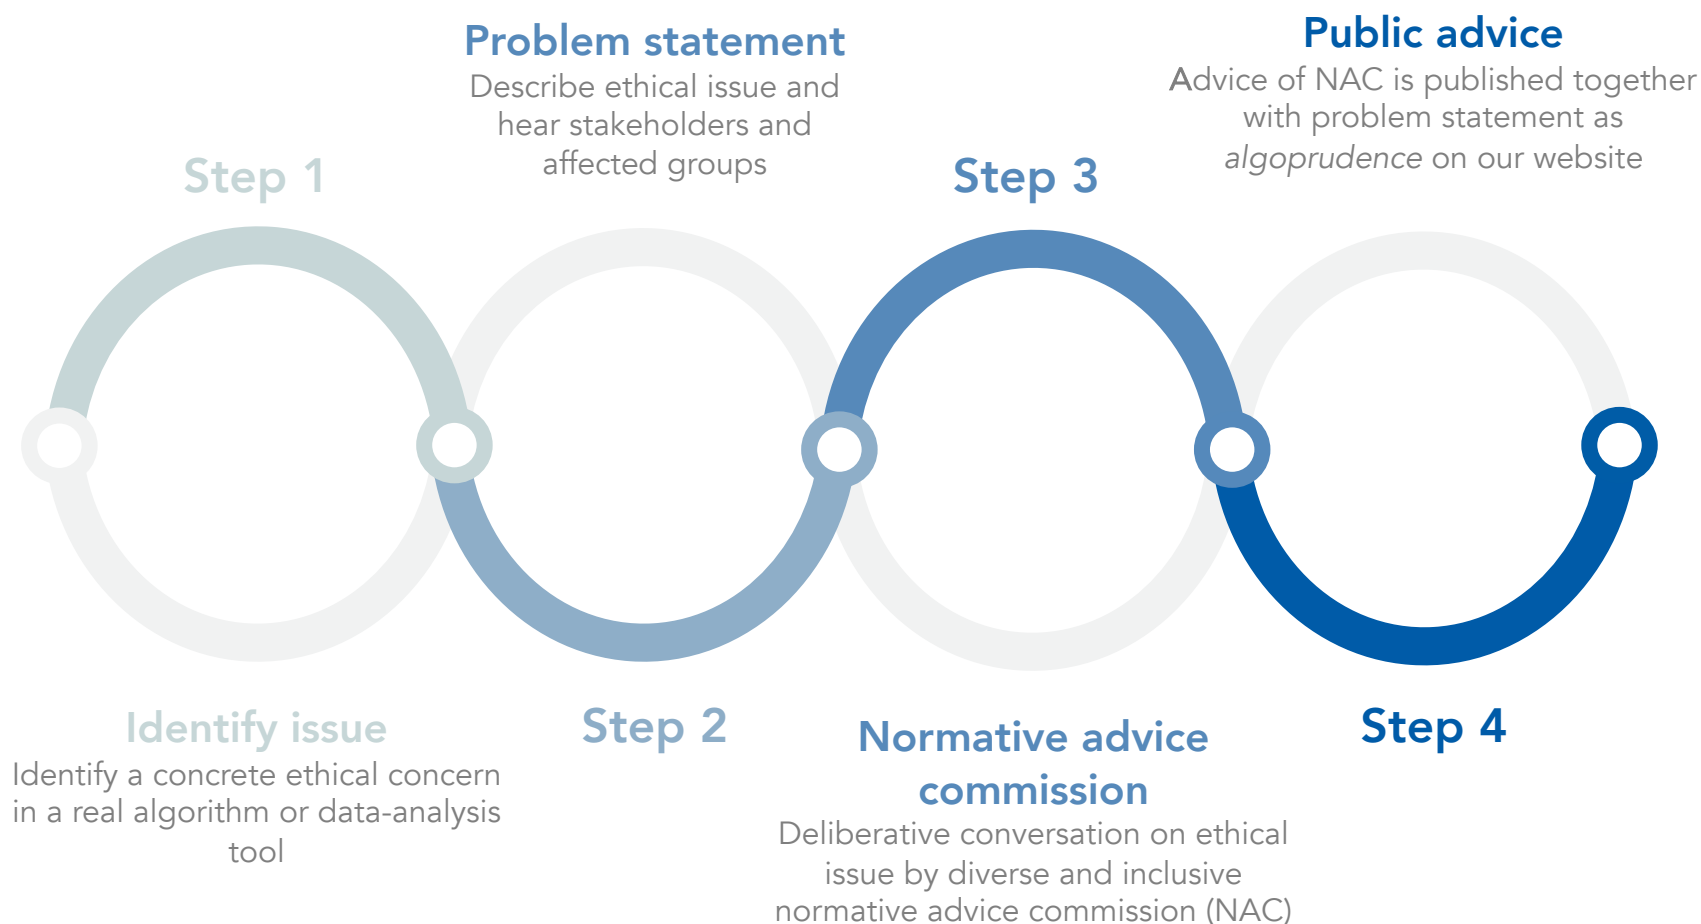 Step 1
Identify issue
Identify a concrete ethical concern
in a real algorithm or data-analysis
tool
Problem statement
Describe ethical issue and
hear stakeholders and
affected groups
Step 2
Step 3
Normative advice
commission
Deliberative conversation on ethical
issue by diverse and inclusive
normative advice commission (NAC)
Public advice
Advice of NAC is published together
with problem statement as
algoprudence on our website
Step 4